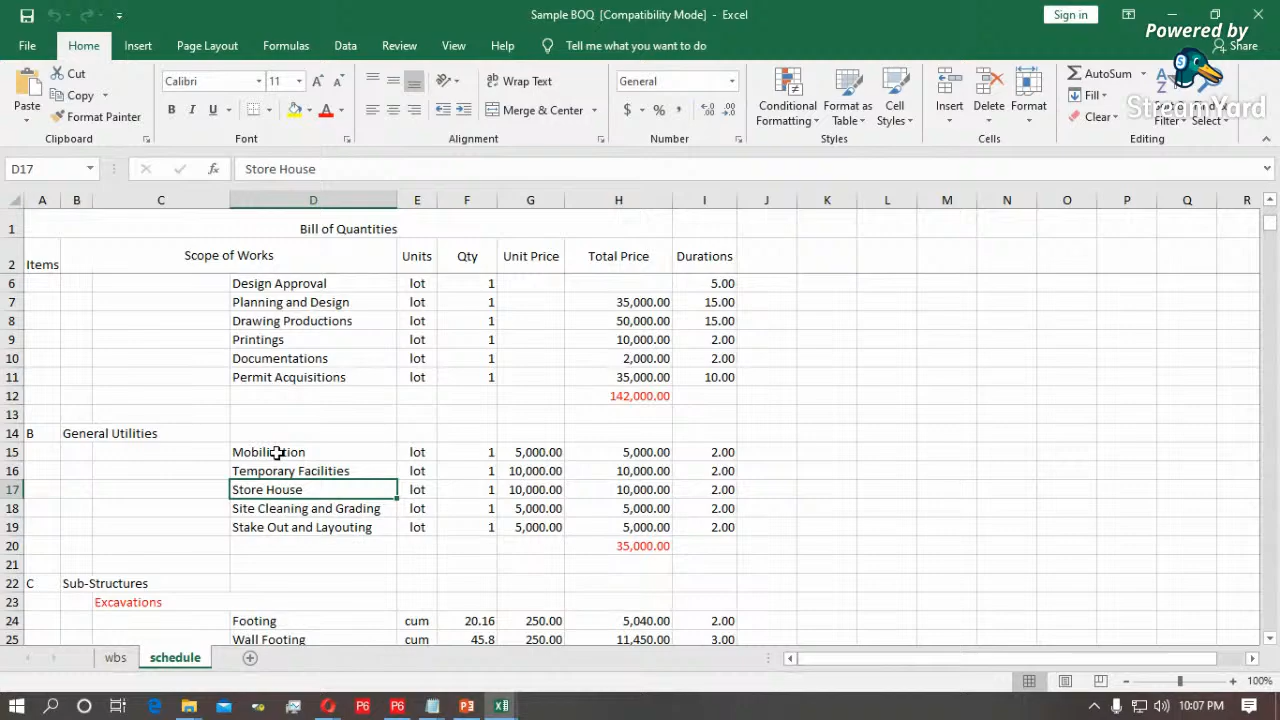 Sample BOQ [Compatibility Mode] - Excel
Sign in
Powered by
StreamYard
File Home Insert Page Layout Formulas Data Review View Help Tell me what you want to do Share
Paste Cut Copy Format Painter
Calibri 11 Wrap Text Merge & Center General
Conditional Formatting Format as Table Cell Styles Insert Delete Format AutoSum Fill Clear Filter Select
Clipboard Font Alignment Number Styles Cells Editing
D17 fx Store House
A B C D E F G H I J K L M N O P Q R
1 Bill of Quantities
2 Items Scope of Works Units Qty Unit Price Total Price Durations
6 Design Approval lot 1 5.00
7 Planning and Design lot 1 35,000.00 15.00
8 Drawing Productions lot 1 50,000.00 15.00
9 Printings lot 1 10,000.00 2.00
10 Documentations lot 1 2,000.00 2.00
11 Permit Acquisitions lot 1 35,000.00 10.00
12 142,000.00
13
14 B General Utilities
15 Mobilization lot 1 5,000.00 5,000.00 2.00
16 Temporary Facilities lot 1 10,000.00 10,000.00 2.00
17 Store House lot 1 10,000.00 10,000.00 2.00
18 Site Cleaning and Grading lot 1 5,000.00 5,000.00 2.00
19 Stake Out and Layouting lot 1 5,000.00 5,000.00 2.00
20 35,000.00
21
22 C Sub-Structures
23 Excavations
24 Footing cum 20.16 250.00 5,040.00 2.00
25 Wall Footing cum 45.8 250.00 11,450.00 3.00
wbs schedule
100%
P6 P6 10:07 PM